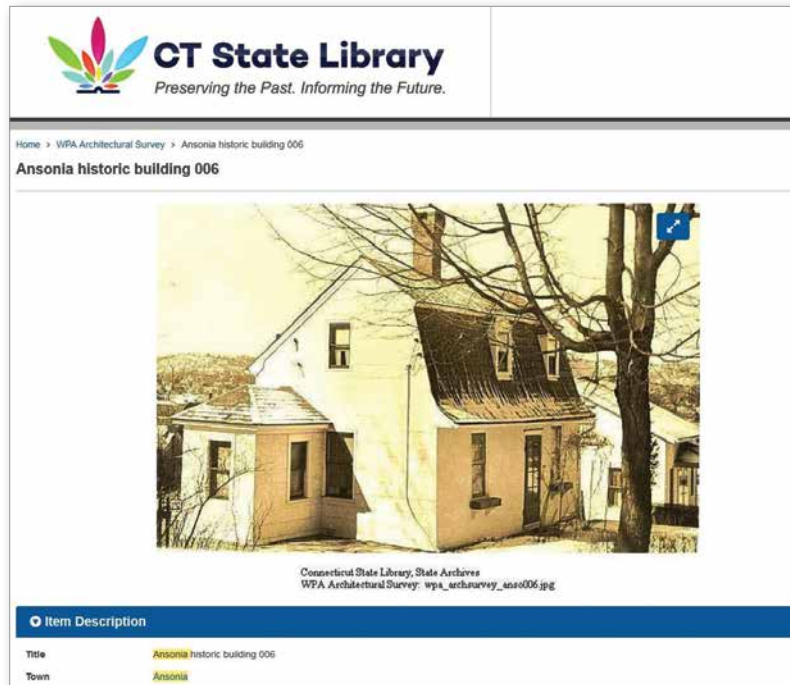 CT State Library
Preserving the Past. Informing the Future.
Home > WPA Architectural Survey > Ansonia historic building 006
Ansonia historic building 006
Connecticut State Library, State Archives
WPA Architectural Survey: wpa_archsurvey_anso006.jpg
Item Description
Title Ansonia historic building 006
Town Ansonia